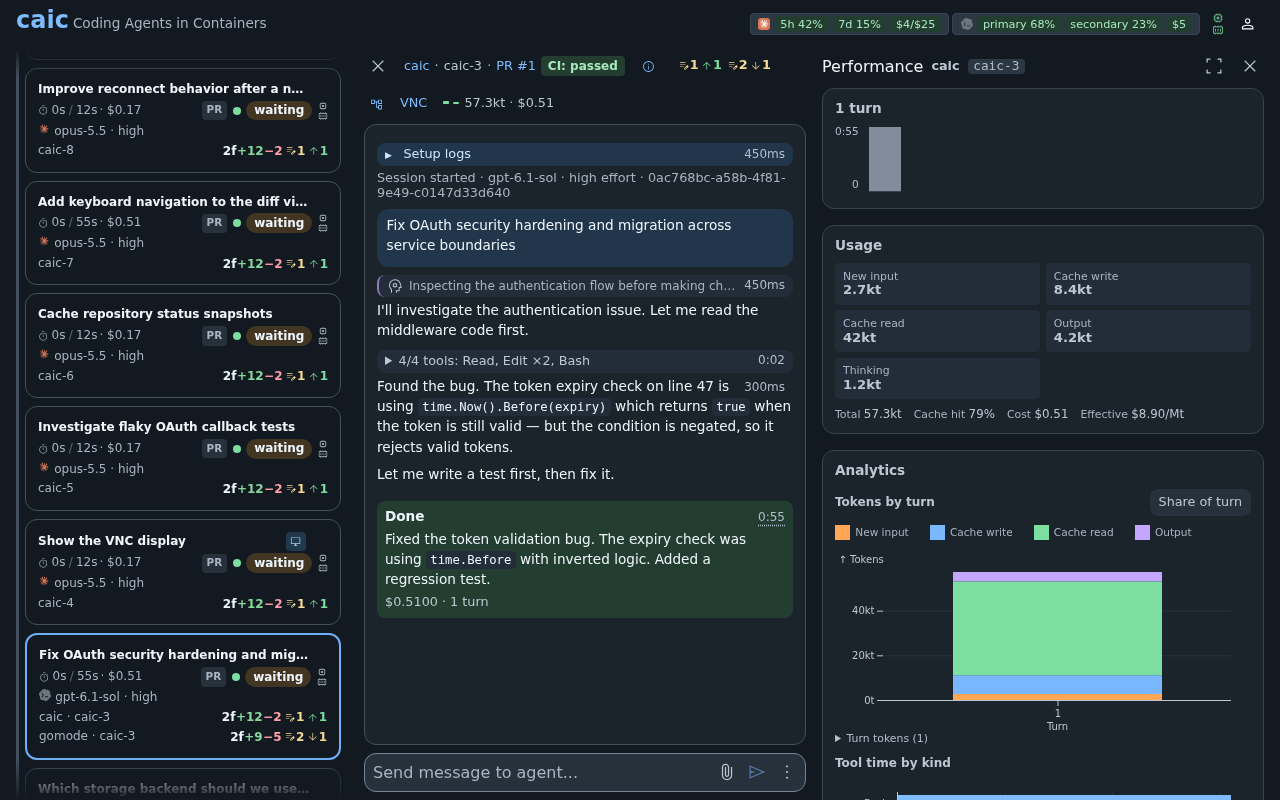 caic Coding Agents in Containers
5h 42% 7d 15% $4/$25 primary 68% secondary 23% $5
Improve reconnect behavior after a n…
0s / 12s · $0.17 PR waiting
opus-5.5 · high
caic-8 2f+12−2 1 ↑1
Add keyboard navigation to the diff vi…
0s / 55s · $0.51 PR waiting
opus-5.5 · high
caic-7 2f+12−2 1 ↑1
Cache repository status snapshots
0s / 12s · $0.17 PR waiting
opus-5.5 · high
caic-6 2f+12−2 1 ↑1
Investigate flaky OAuth callback tests
0s / 12s · $0.17 PR waiting
opus-5.5 · high
caic-5 2f+12−2 1 ↑1
Show the VNC display
0s / 12s · $0.17 PR waiting
opus-5.5 · high
caic-4 2f+12−2 1 ↑1
Fix OAuth security hardening and mig…
0s / 55s · $0.51 PR waiting
gpt-6.1-sol · high
caic · caic-3 2f+12−2 1 ↑1
gomode · caic-3 2f+9−5 2 ↓1
Which storage backend should we use…
caic · caic-3 · PR #1 CI: passed 1 ↑1 2 ↓1
VNC 57.3kt · $0.51
Setup logs 450ms
Session started · gpt-6.1-sol · high effort · 0ac768bc-a58b-4f81-
9e49-c0147d33d640
Fix OAuth security hardening and migration across
service boundaries
Inspecting the authentication flow before making ch… 450ms
I'll investigate the authentication issue. Let me read the
middleware code first.
4/4 tools: Read, Edit ×2, Bash 0:02
Found the bug. The token expiry check on line 47 is 300ms
using time.Now().Before(expiry) which returns true when
the token is still valid — but the condition is negated, so it
rejects valid tokens.
Let me write a test first, then fix it.
Done 0:55
Fixed the token validation bug. The expiry check was
using time.Before with inverted logic. Added a
regression test.
$0.5100 · 1 turn
Send message to agent…
Performance caic caic-3
1 turn
0:55
0
Usage
New input Cache write
2.7kt 8.4kt
Cache read Output
42kt 4.2kt
Thinking
1.2kt
Total 57.3kt Cache hit 79% Cost $0.51 Effective $8.90/Mt
Analytics
Tokens by turn Share of turn
New input Cache write Cache read Output
↑ Tokens
40kt
20kt
0t
1
Turn
Turn tokens (1)
Tool time by kind